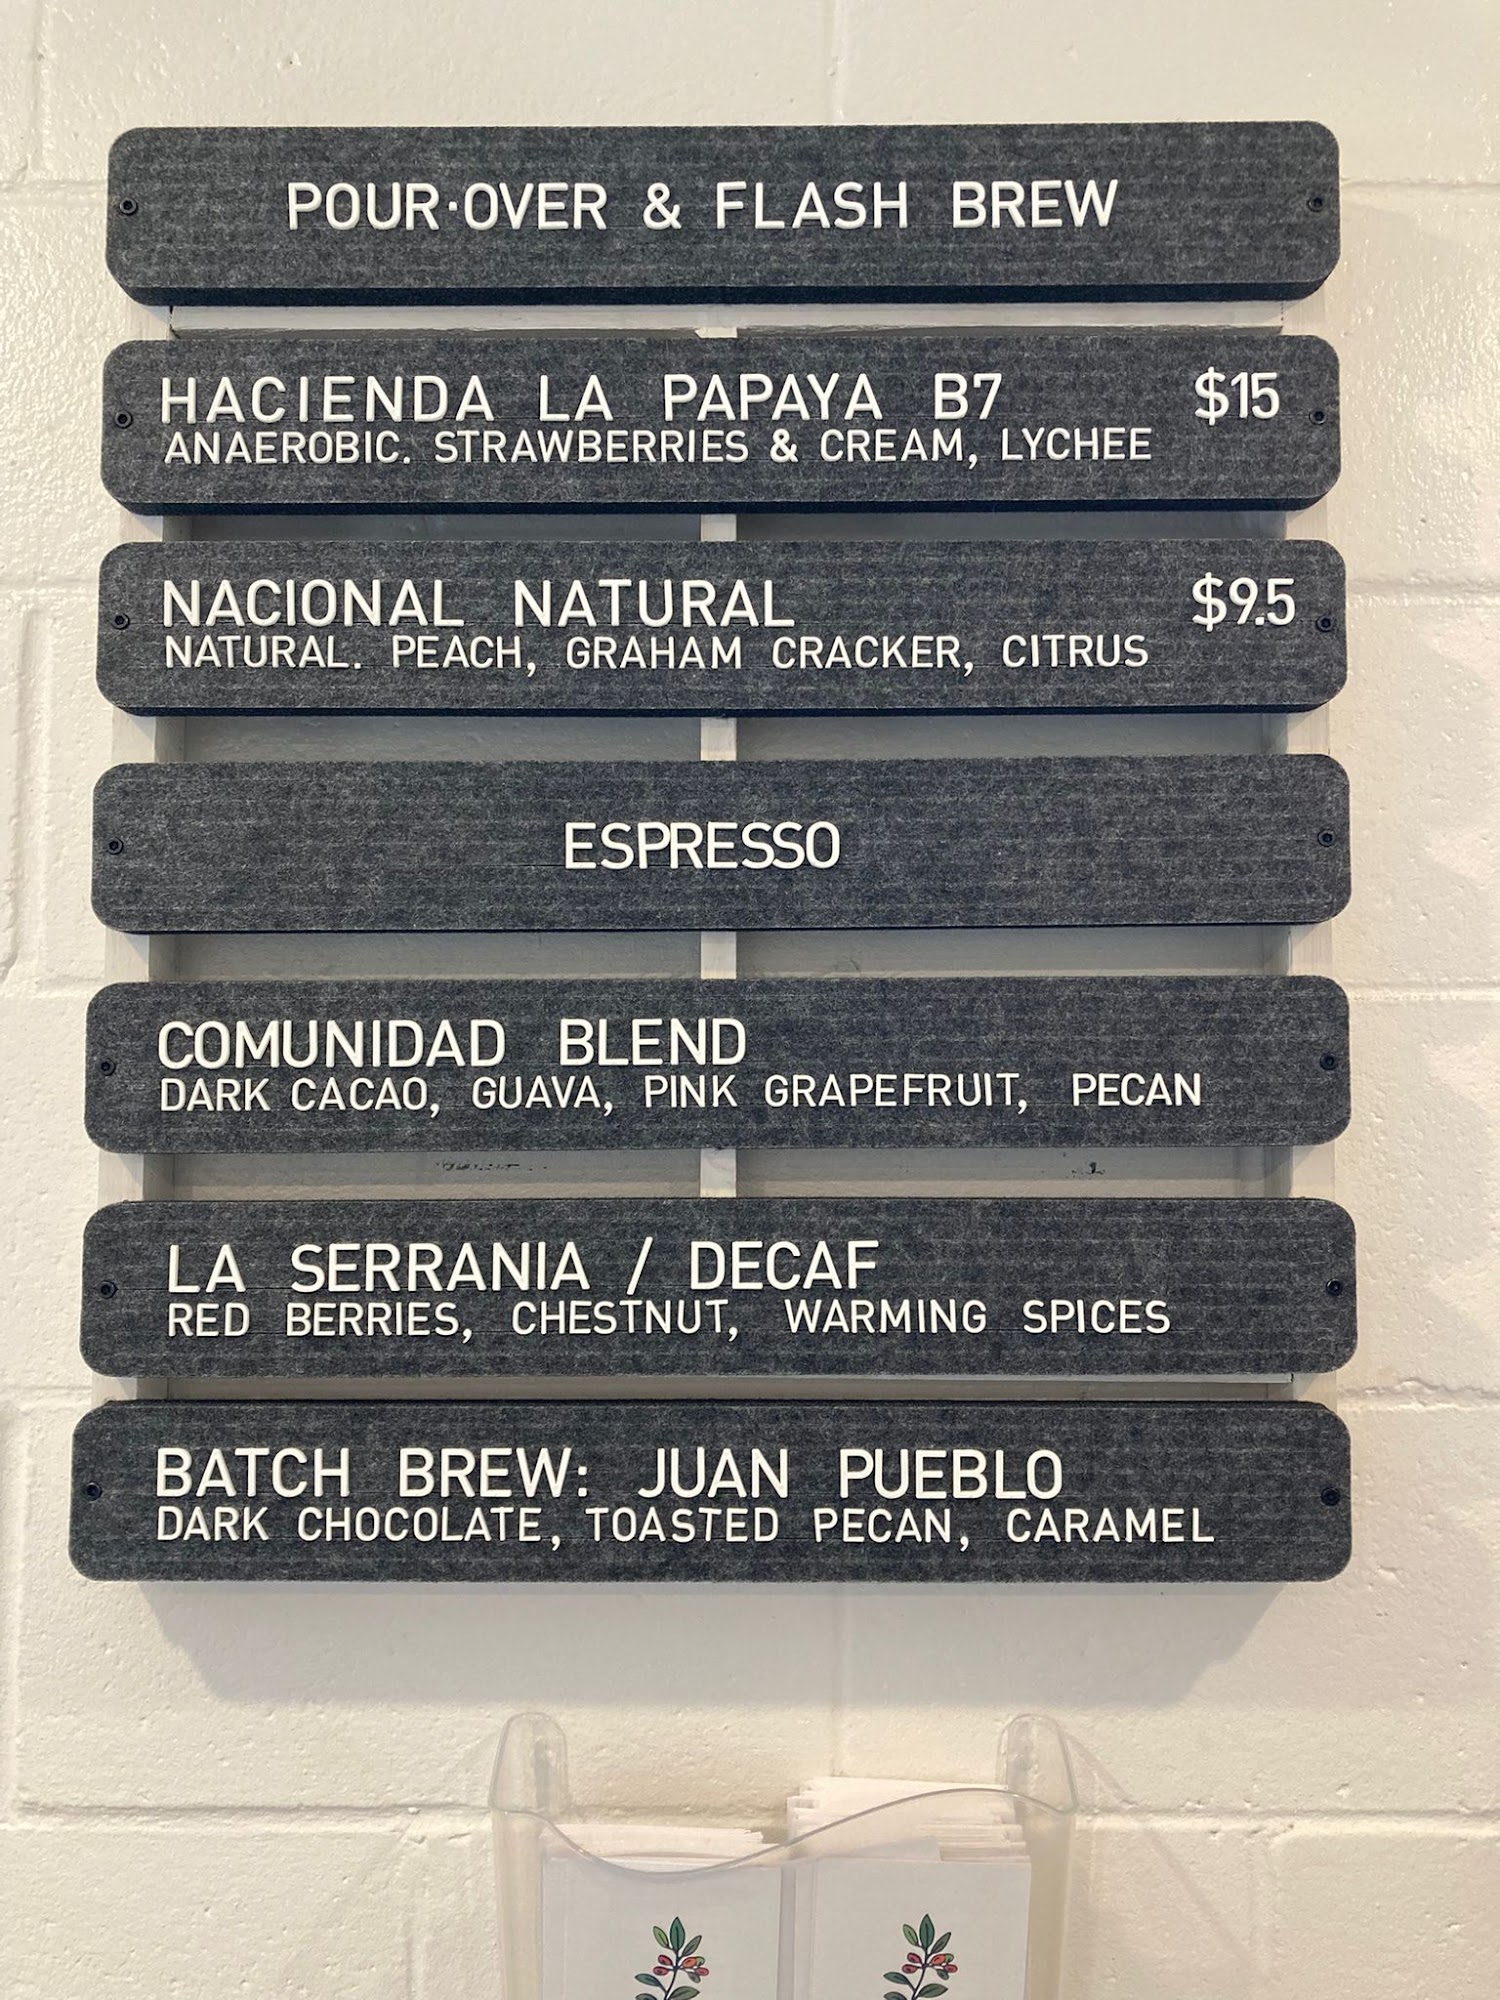 POUR·OVER & FLASH BREW
HACIENDA LA PAPAYA B7 $15
ANAEROBIC. STRAWBERRIES & CREAM, LYCHEE
NACIONAL NATURAL $9.5
NATURAL. PEACH, GRAHAM CRACKER, CITRUS
ESPRESSO
COMUNIDAD BLEND
DARK CACAO, GUAVA, PINK GRAPEFRUIT, PECAN
LA SERRANIA / DECAF
RED BERRIES, CHESTNUT, WARMING SPICES
BATCH BREW: JUAN PUEBLO
DARK CHOCOLATE, TOASTED PECAN, CARAMEL